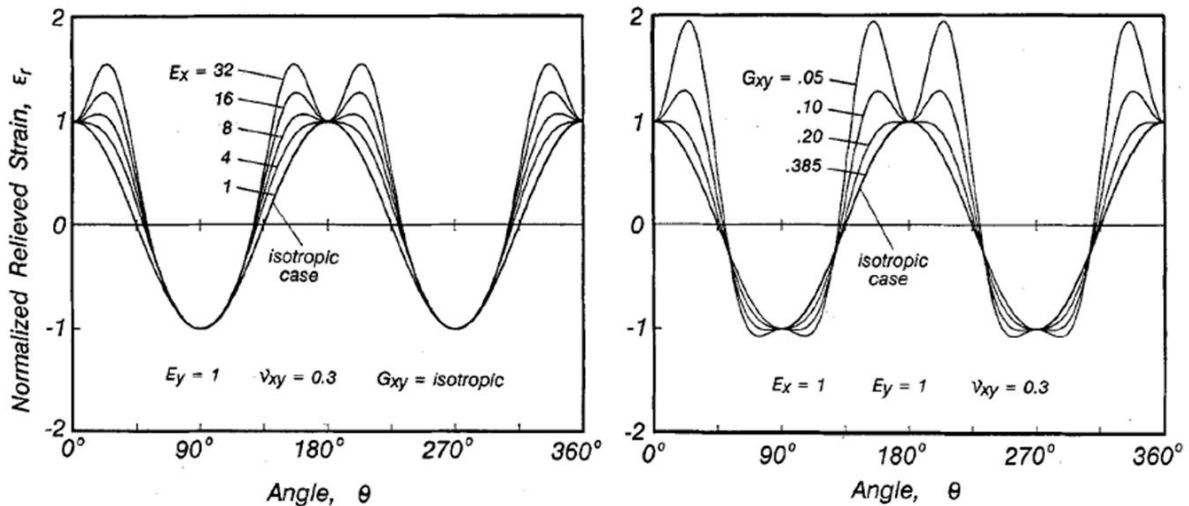 Normalized Relieved Strain, εr
2
1
0
-1
-2
Ex = 32
16
8
4
1
isotropic
case
Ey = 1 νxy = 0.3 Gxy = isotropic
0 90° 180° 270° 360°
Angle, θ
2
1
0
-1
-2
Gxy = .05
.10
.20
.385
isotropic
case
Ex = 1 Ey = 1 νxy = 0.3
0° 90° 180° 270° 360°
Angle, θ